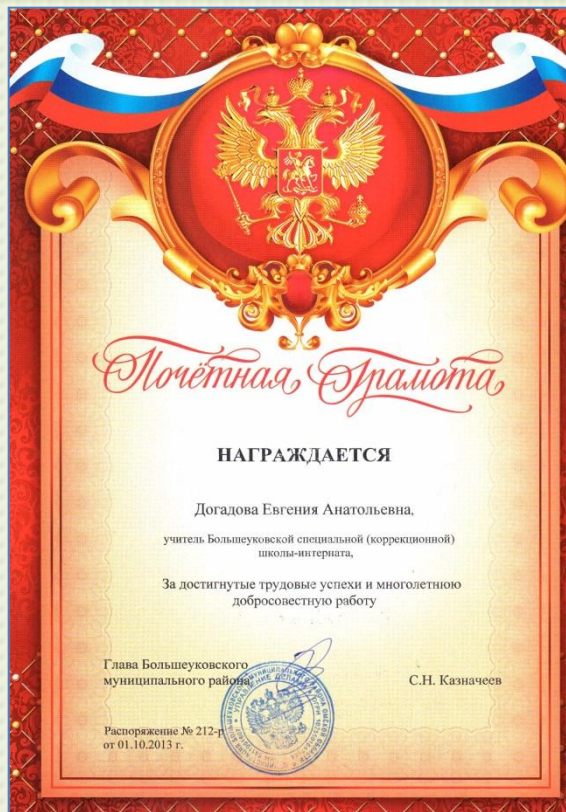 Почётная Грамота
НАГРАЖДАЕТСЯ
Догадова Евгения Анатольевна,
учитель Большеуковской специальной (коррекционной)
школы-интерната,
За достигнутые трудовые успехи и многолетнюю
добросовестную работу
Глава Большеуковского
муниципального района
С.Н. Казначеев
Распоряжение № 212-р
от 01.10.2013 г.